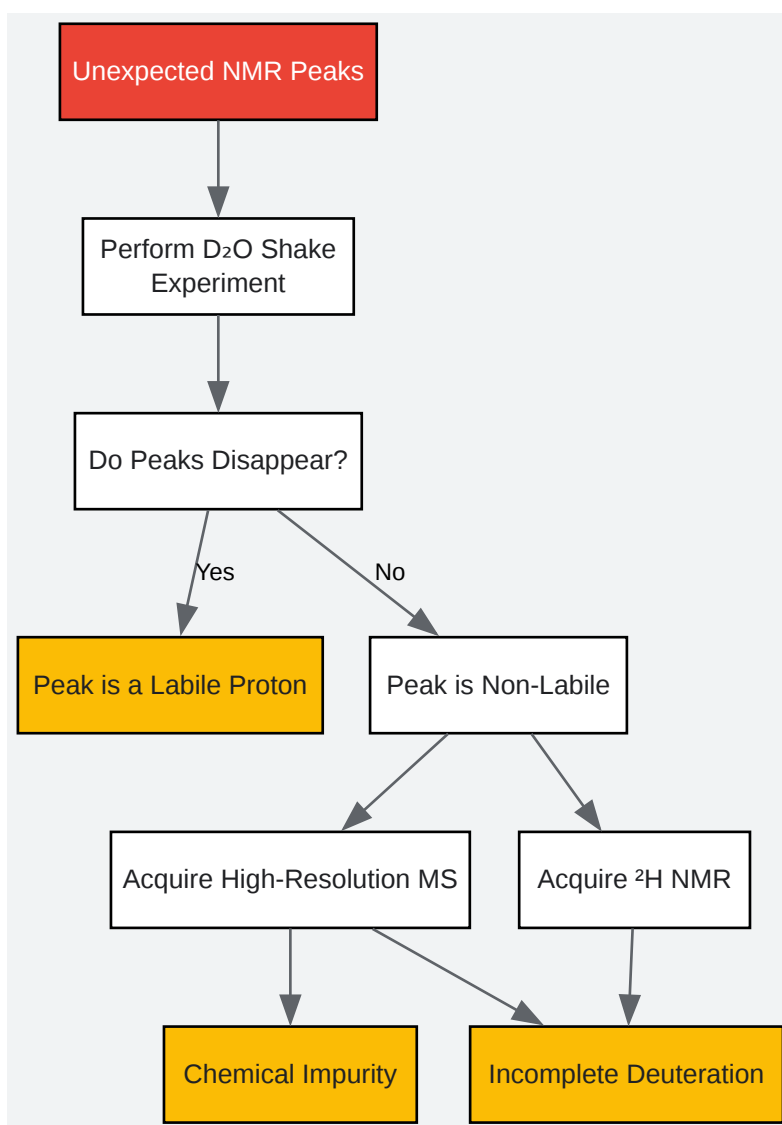 Unexpected NMR Peaks
Perform D₂O Shake
Experiment
Do Peaks Disappear?
Yes
No
Peak is a Labile Proton
Peak is Non-Labile
Acquire High-Resolution MS
Acquire ²H NMR
Chemical Impurity
Incomplete Deuteration